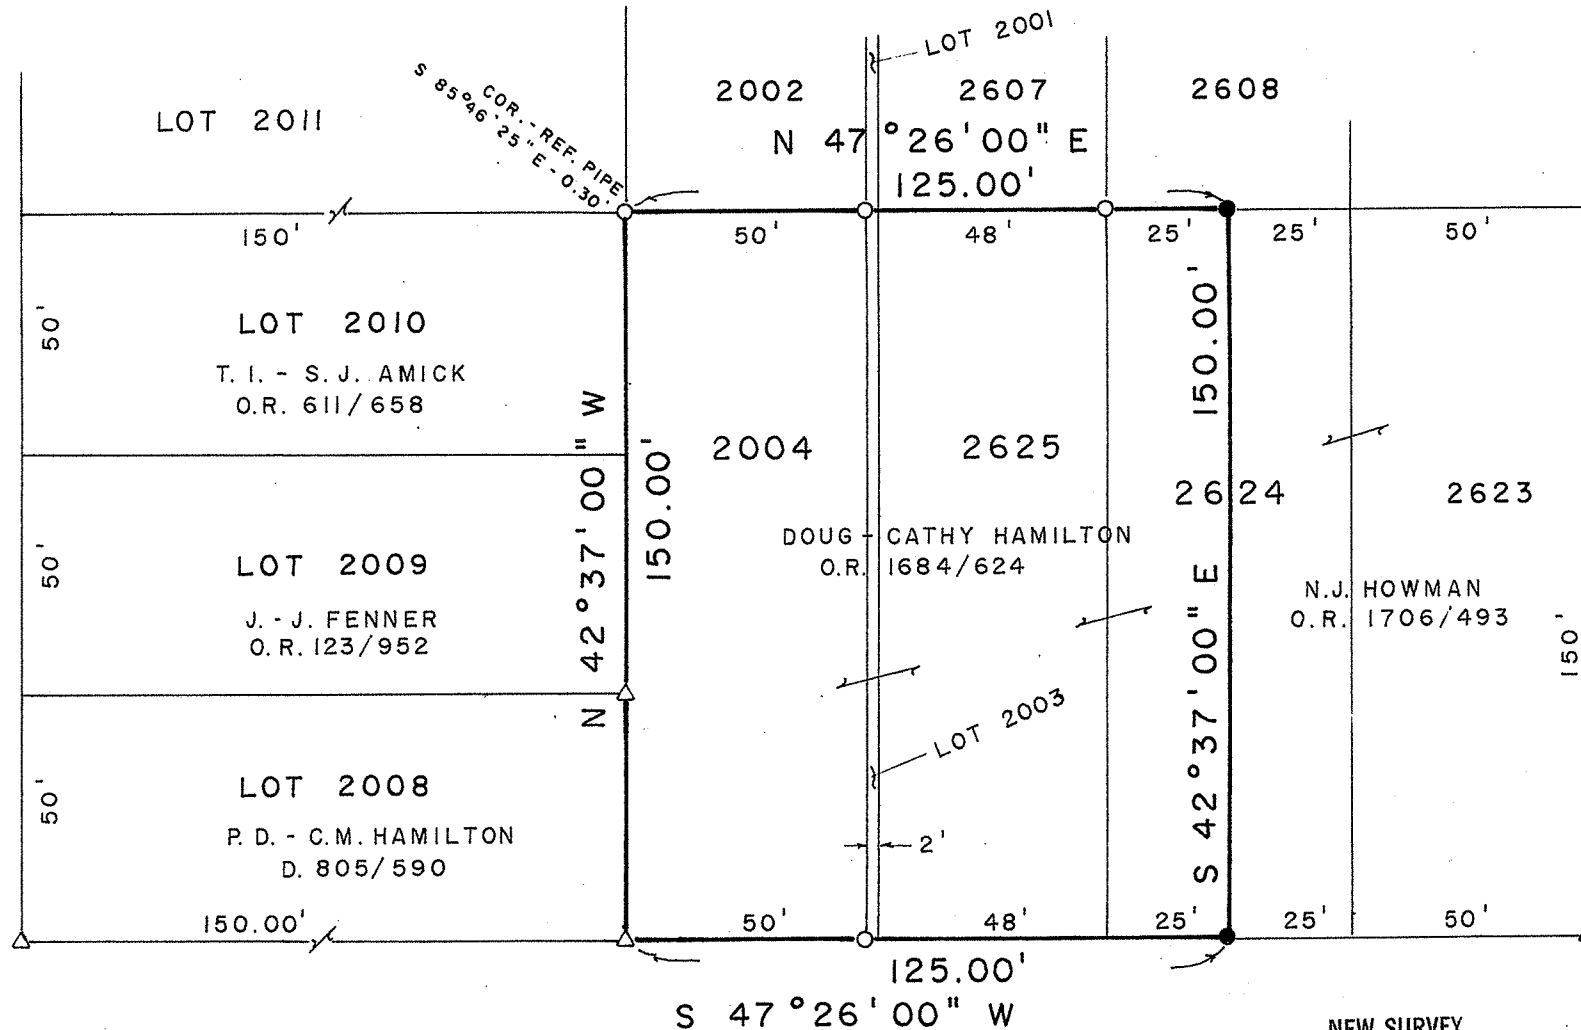 LOT 2001
2002
2607
2608
LOT 2011
COR.-REF. PIPE
S 85°46'25"E-0.30'
N 47°26'00" E
125.00'
150'
50'
48'
25'
25'
50'
50'
LOT 2010
T. I. - S. J. AMICK
O.R. 611/658
N 42°37'00" W
150.00'
150.00'
S 42°37'00" E
2004
2625
2624
2623
DOUG - CATHY HAMILTON
O.R. 1684/624
50'
LOT 2009
J. - J. FENNER
O.R. 123/952
N.J. HOWMAN
O.R. 1706/493
150'
LOT 2003
50'
LOT 2008
P. D. - C.M. HAMILTON
D. 805/590
2'
150.00'
50'
48'
25'
25'
50'
125.00'
S 47°26'00" W
NEW SURVEY